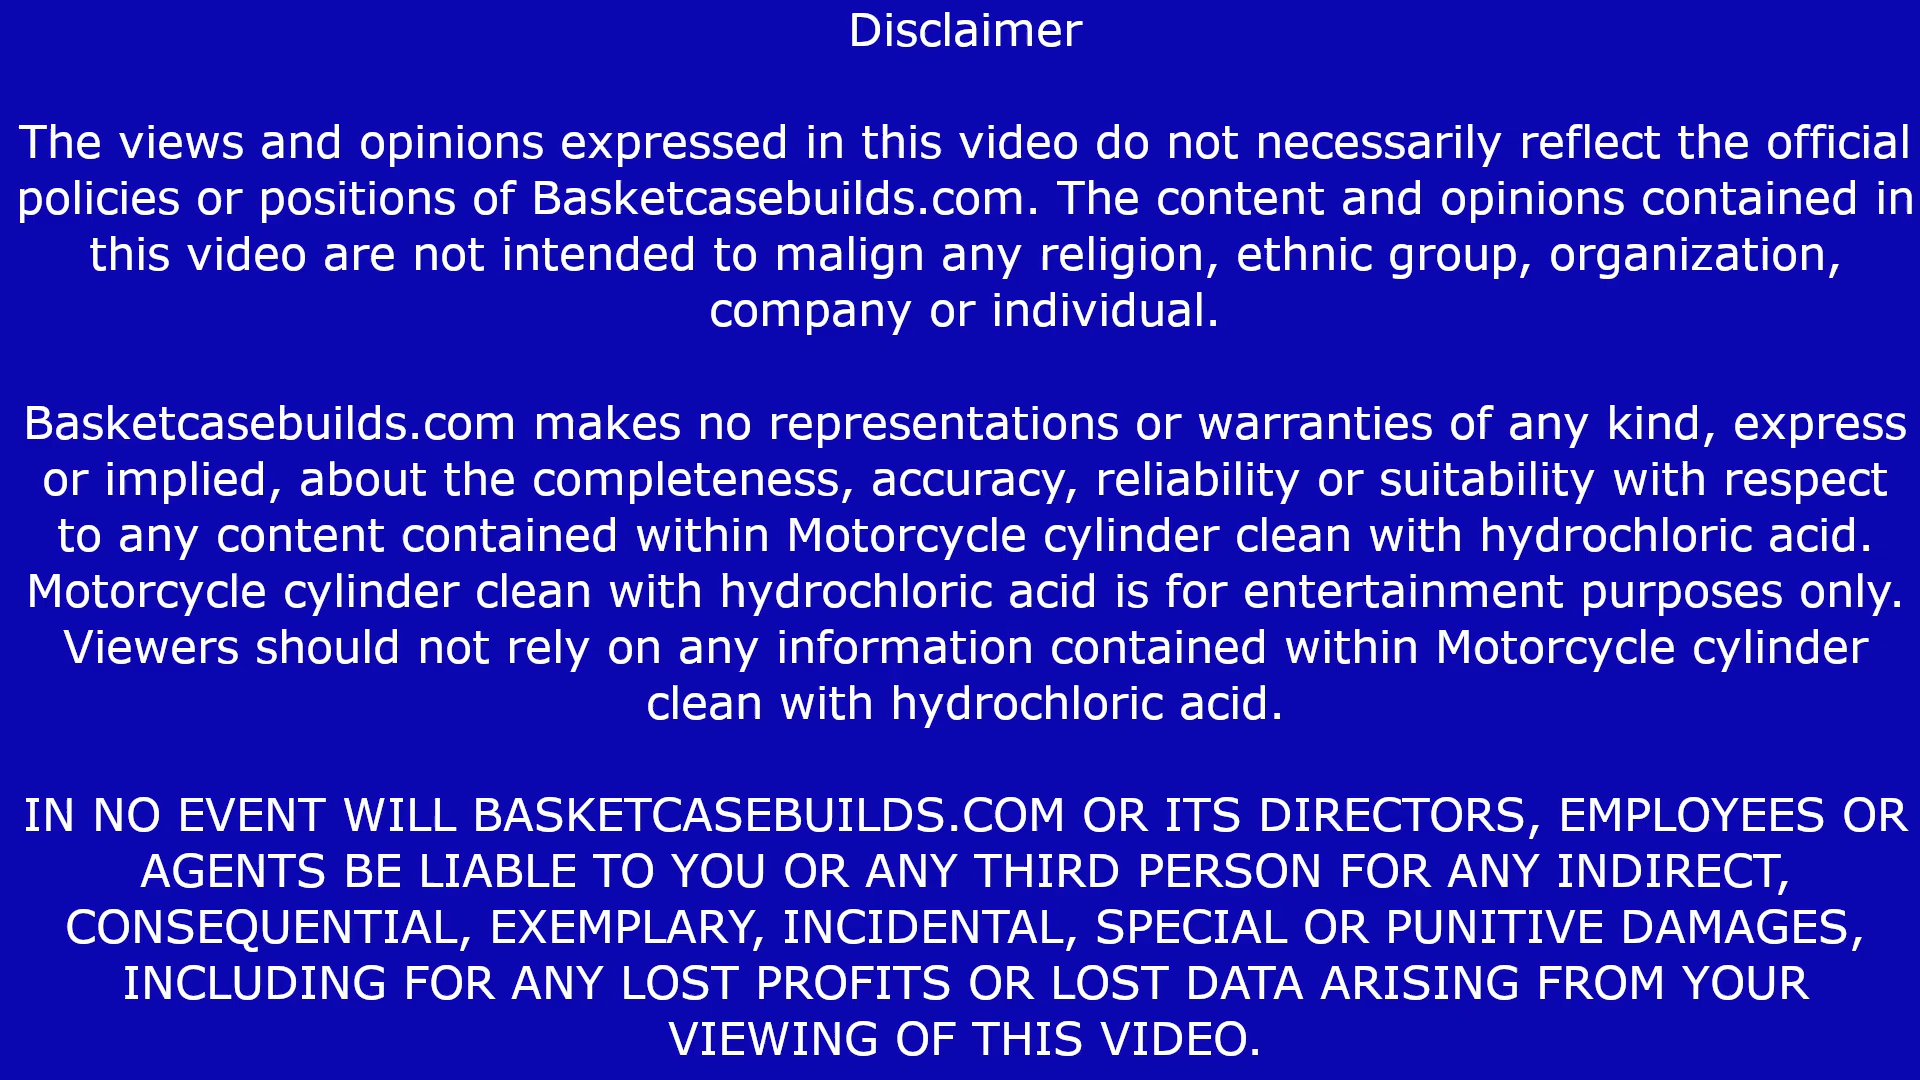 Disclaimer
The views and opinions expressed in this video do not necessarily reflect the official
policies or positions of Basketcasebuilds.com. The content and opinions contained in
this video are not intended to malign any religion, ethnic group, organization,
company or individual.
Basketcasebuilds.com makes no representations or warranties of any kind, express
or implied, about the completeness, accuracy, reliability or suitability with respect
to any content contained within Motorcycle cylinder clean with hydrochloric acid.
Motorcycle cylinder clean with hydrochloric acid is for entertainment purposes only.
Viewers should not rely on any information contained within Motorcycle cylinder
clean with hydrochloric acid.
IN NO EVENT WILL BASKETCASEBUILDS.COM OR ITS DIRECTORS, EMPLOYEES OR
AGENTS BE LIABLE TO YOU OR ANY THIRD PERSON FOR ANY INDIRECT,
CONSEQUENTIAL, EXEMPLARY, INCIDENTAL, SPECIAL OR PUNITIVE DAMAGES,
INCLUDING FOR ANY LOST PROFITS OR LOST DATA ARISING FROM YOUR
VIEWING OF THIS VIDEO.